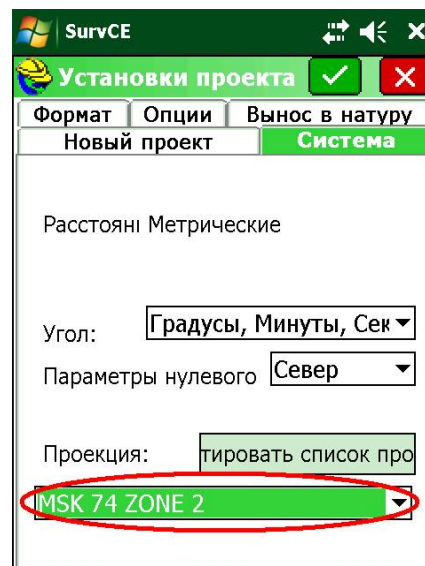 SurvCE
Установки проекта
Формат Опции Вынос в натуру
Новый проект Система
Расстоян Метрические
Угол: Градусы, Минуты, Сек
Параметры нулевого Север
Проекция: тировать список про
MSK 74 ZONE 2